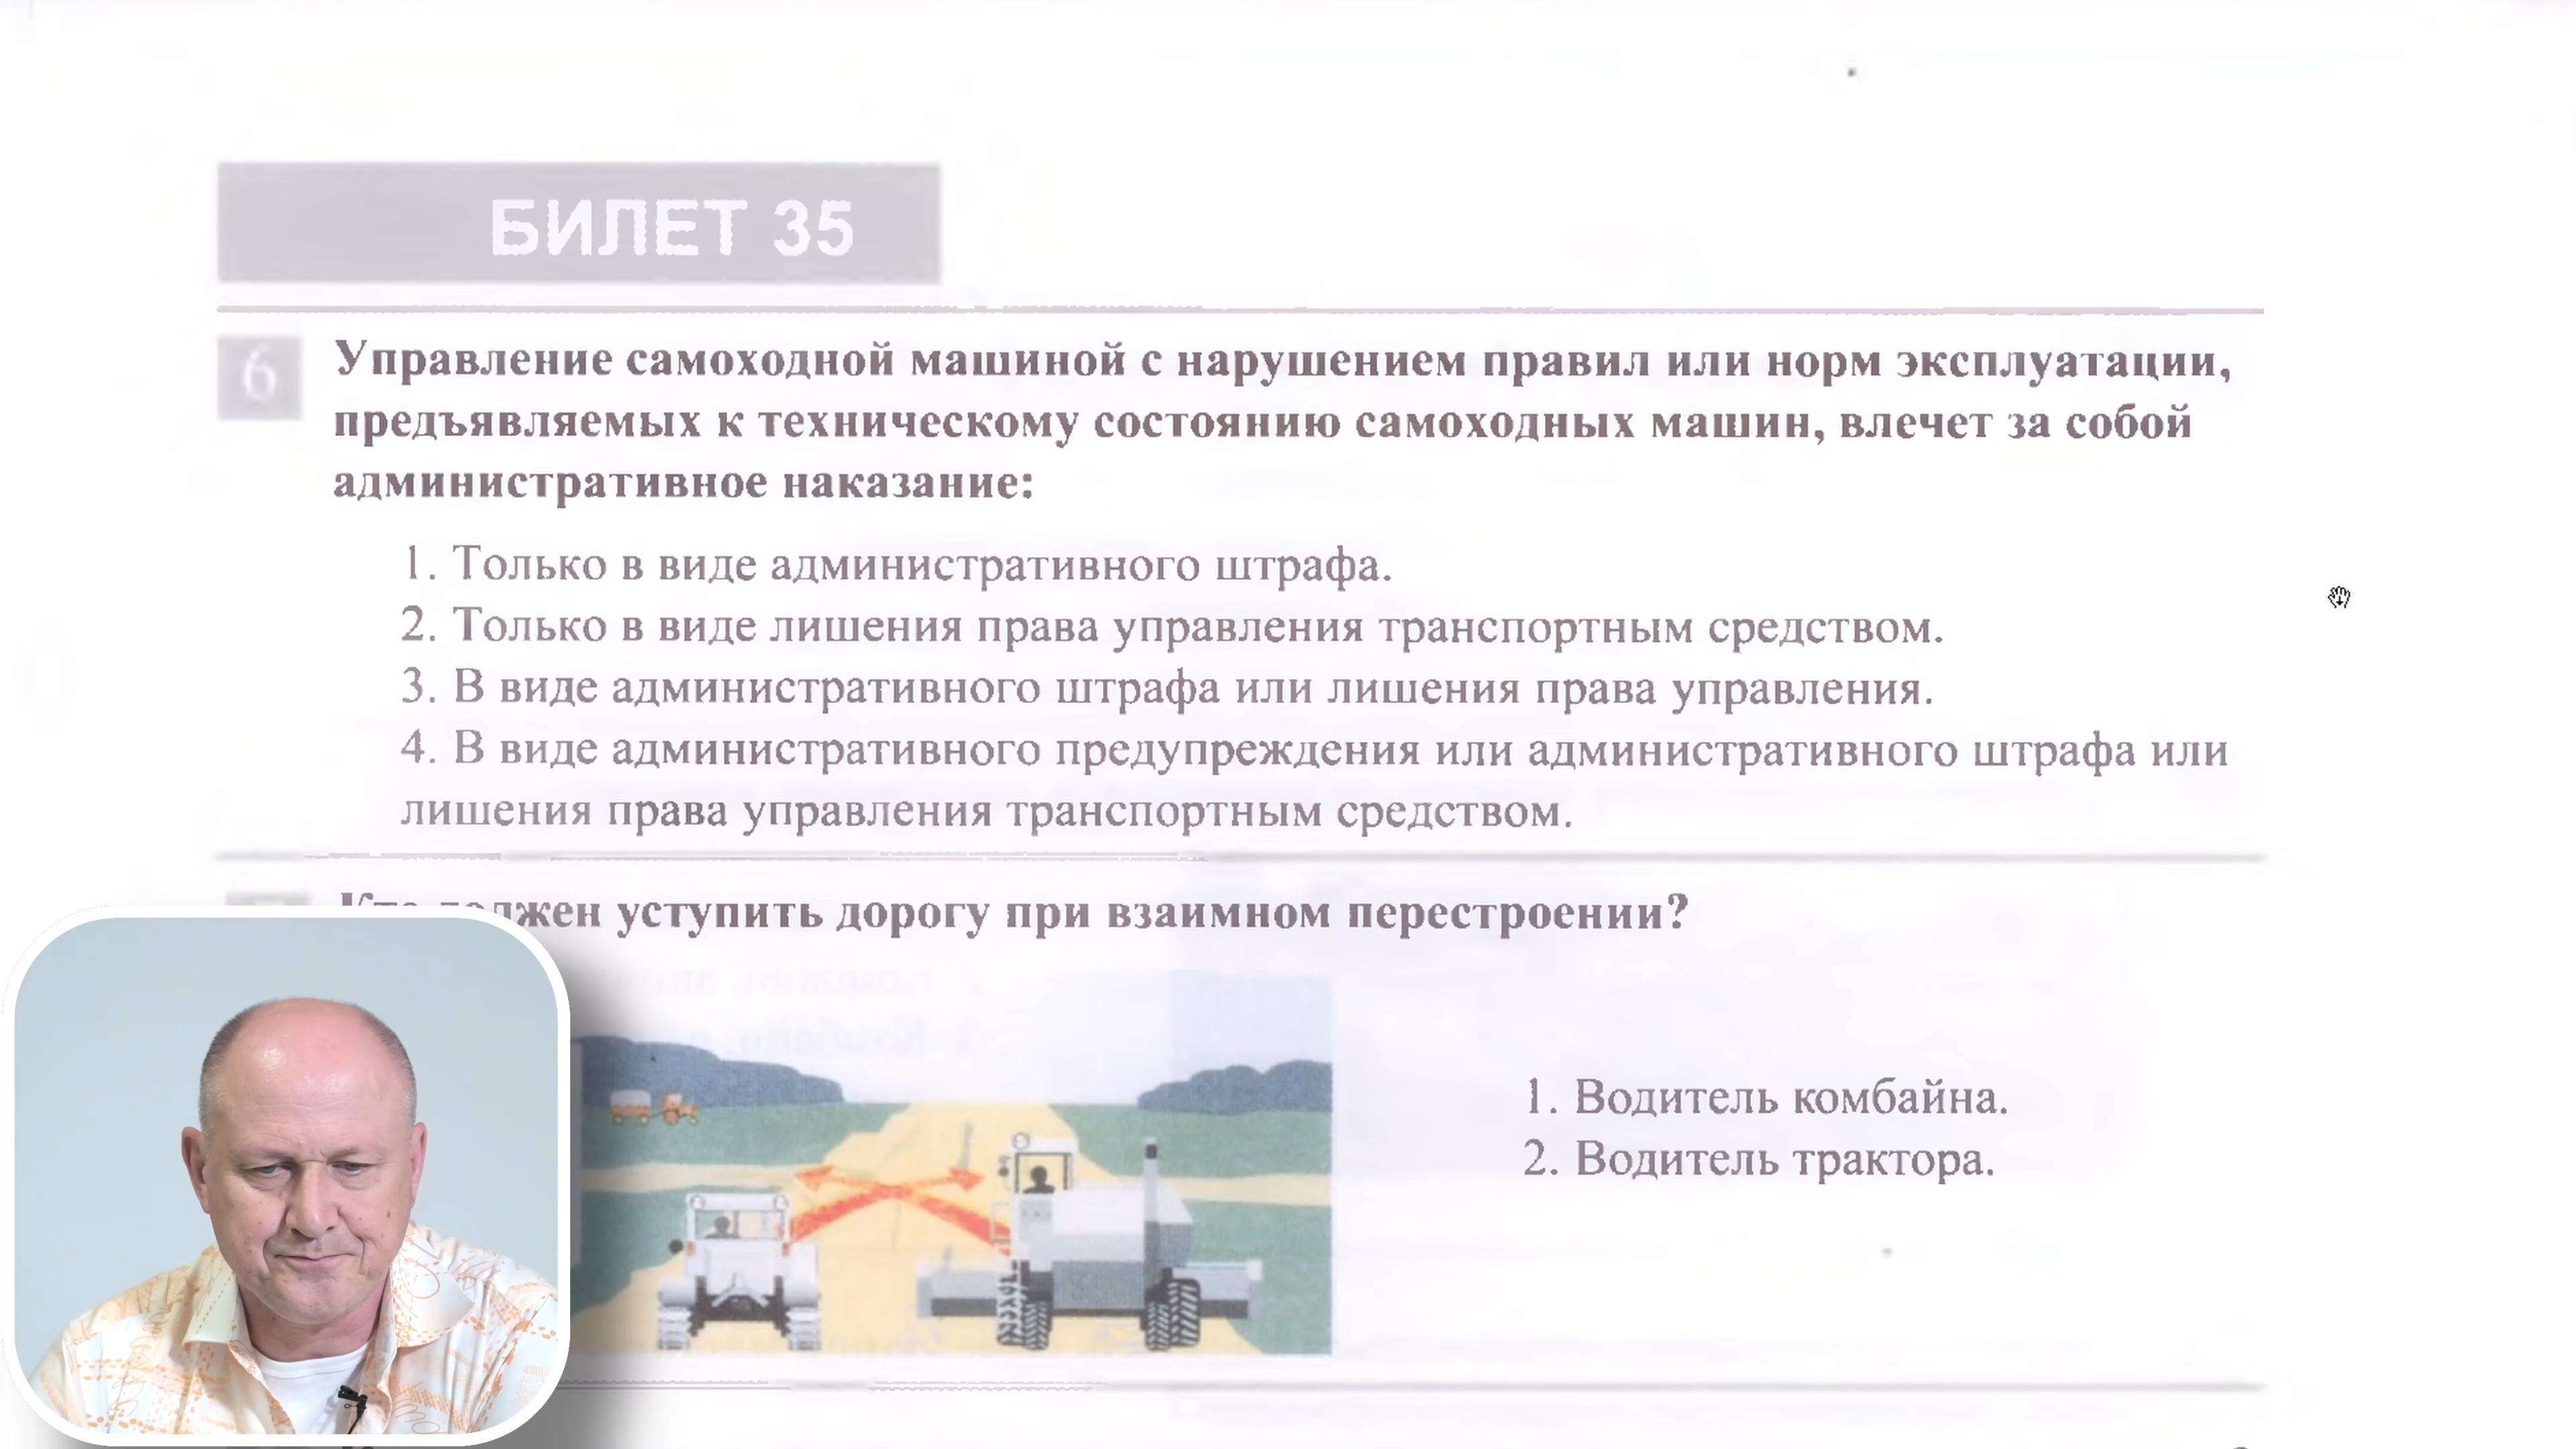 БИЛЕТ 35
6
Управление самоходной машиной с нарушением правил или норм эксплуатации,
предъявляемых к техническому состоянию самоходных машин, влечет за собой
административное наказание:
1. Только в виде административного штрафа.
2. Только в виде лишения права управления транспортным средством.
3. В виде административного штрафа или лишения права управления.
4. В виде административного предупреждения или административного штрафа или
лишения права управления транспортным средством.
должен уступить дорогу при взаимном перестроении?
1. Водитель комбайна.
2. Водитель трактора.